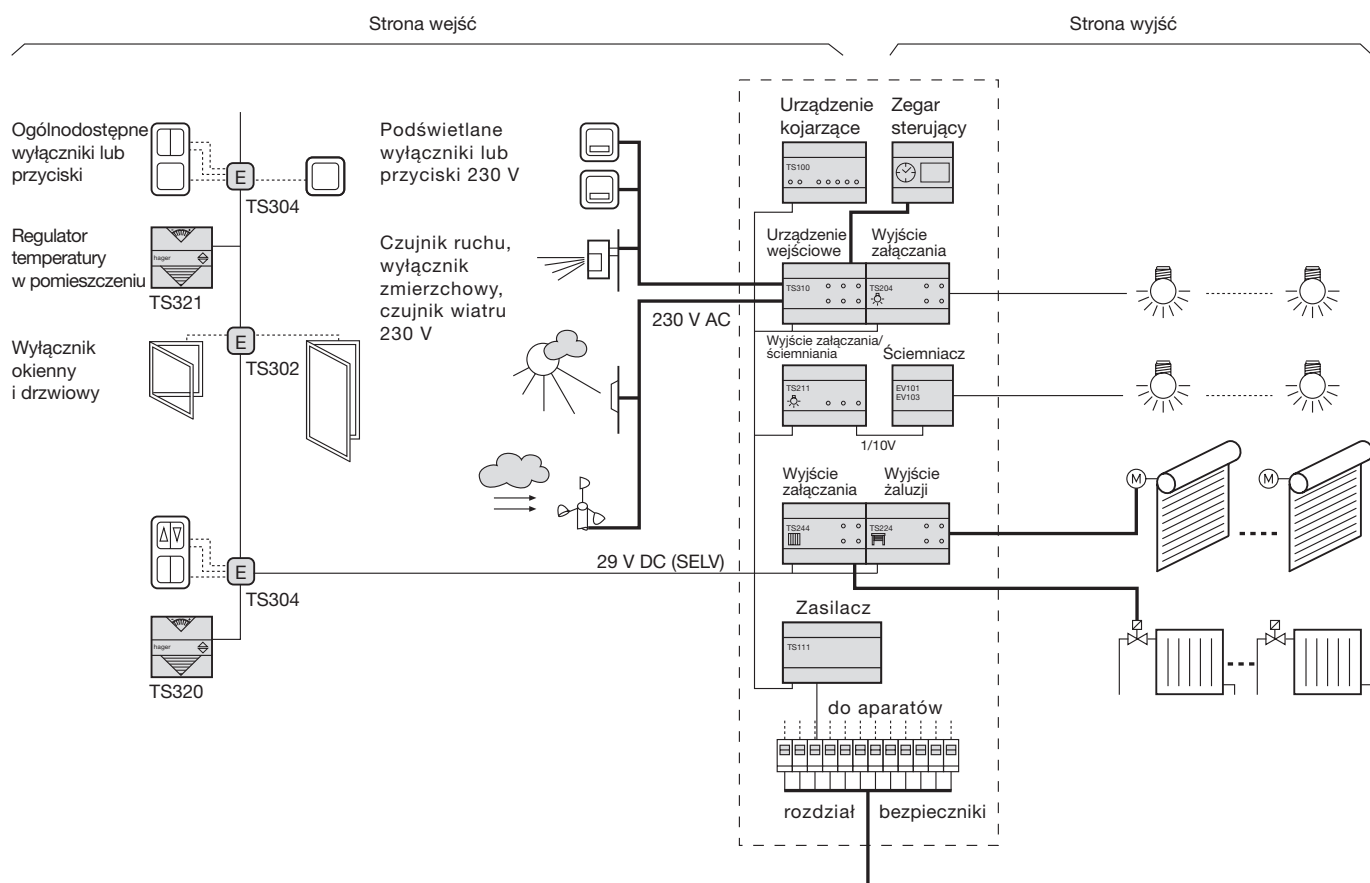 Strona wejść
Strona wyjść
Ogólnodostępne
wyłączniki lub
przyciski
E
TS304
Podświetlane
wyłączniki lub
przyciski 230 V
Urządzenie
kojarzące
TS100
Zegar
sterujący
Regulator
temperatury
w pomieszczeniu
hager
TS321
Czujnik ruchu,
wyłącznik
zmierzchowy,
czujnik wiatru
230 V
230 V AC
Urządzenie
wejściowe
TS310
Wyjście
załączania
TS204
Wyłącznik
okienny
i drzwiowy
E
TS302
Wyjście załączania/
ściemniania
TS211
Ściemniacz
EV101
EV103
1/10V
Wyjście
załączania
TS244
Wyjście
żaluzji
TS224
M
M
E
TS304
29 V DC (SELV)
hager
TS320
Zasilacz
TS111
do aparatów
rozdział
bezpieczniki